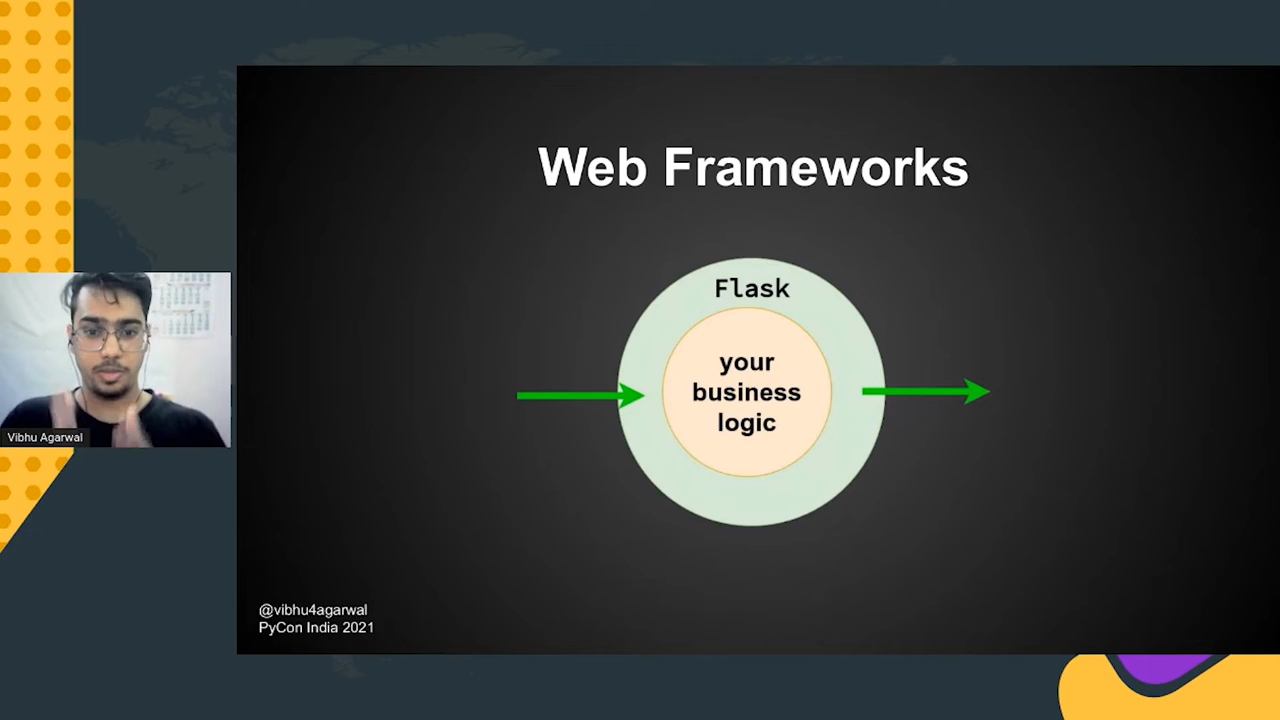 Web Frameworks
Flask
your
business
logic
Vibhu Agarwal
@vibhu4agarwal
PyCon India 2021